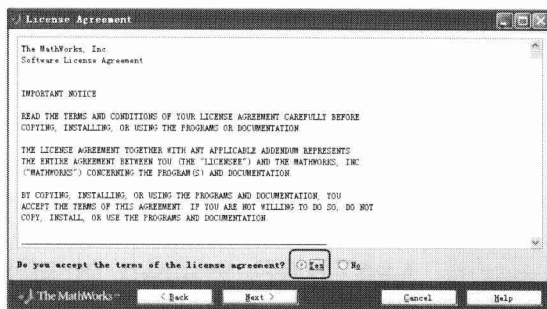 License Agreement
The MathWorks, Inc.
Software License Agreement
IMPORTANT NOTICE
READ THE TERMS AND CONDITIONS OF YOUR LICENSE AGREEMENT CAREFULLY BEFORE
COPYING, INSTALLING, OR USING THE PROGRAMS OR DOCUMENTATION.
THE LICENSE AGREEMENT TOGETHER WITH ANY APPLICABLE ADDENDUM REPRESENTS
THE ENTIRE AGREEMENT BETWEEN YOU (THE "LICENSEE") AND THE MATHWORKS, INC.
("MATHWORKS") CONCERNING THE PROGRAM(S) AND DOCUMENTATION.
BY COPYING, INSTALLING, OR USING THE PROGRAMS AND DOCUMENTATION, YOU
ACCEPT THE TERMS OF THIS AGREEMENT. IF YOU ARE NOT WILLING TO DO SO, DO NOT
COPY, INSTALL, OR USE THE PROGRAMS AND DOCUMENTATION.
Do you accept the terms of the license agreement? Yes No
The MathWorks < Back Next > Cancel Help